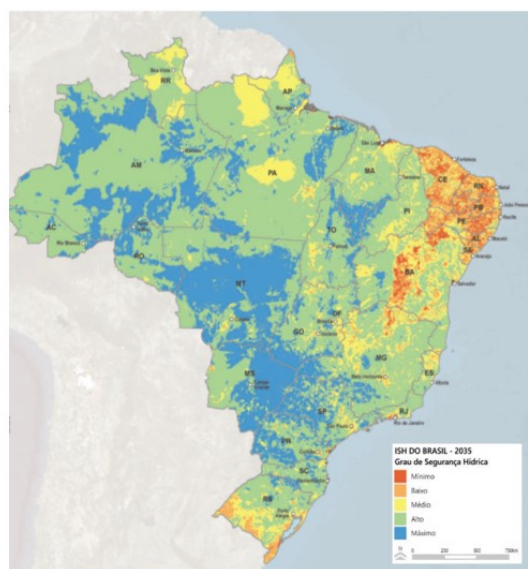 Boa Vista
RR
AP
Macapá
Belém
São Luís
Manaus
Fortaleza
AM
PA
MA
Teresina
CE
RN
Natal
PB
João Pessoa
PI
PE
Recife
AC
AL
Maceió
Rio Branco
TO
Palmas
SE
Aracaju
RO
BA
MT
Salvador
DF
Cuiabá
Brasília
GO
Goiânia
MG
MS
Campo Grande
Belo Horizonte
ES
Vitória
SP
RJ
São Paulo
Rio de Janeiro
PR
Curitiba
SC
Florianópolis
RS
Porto Alegre
ISH DO BRASIL - 2035
Grau de Segurança Hídrica
Mínimo
Baixo
Médio
Alto
Máximo
N